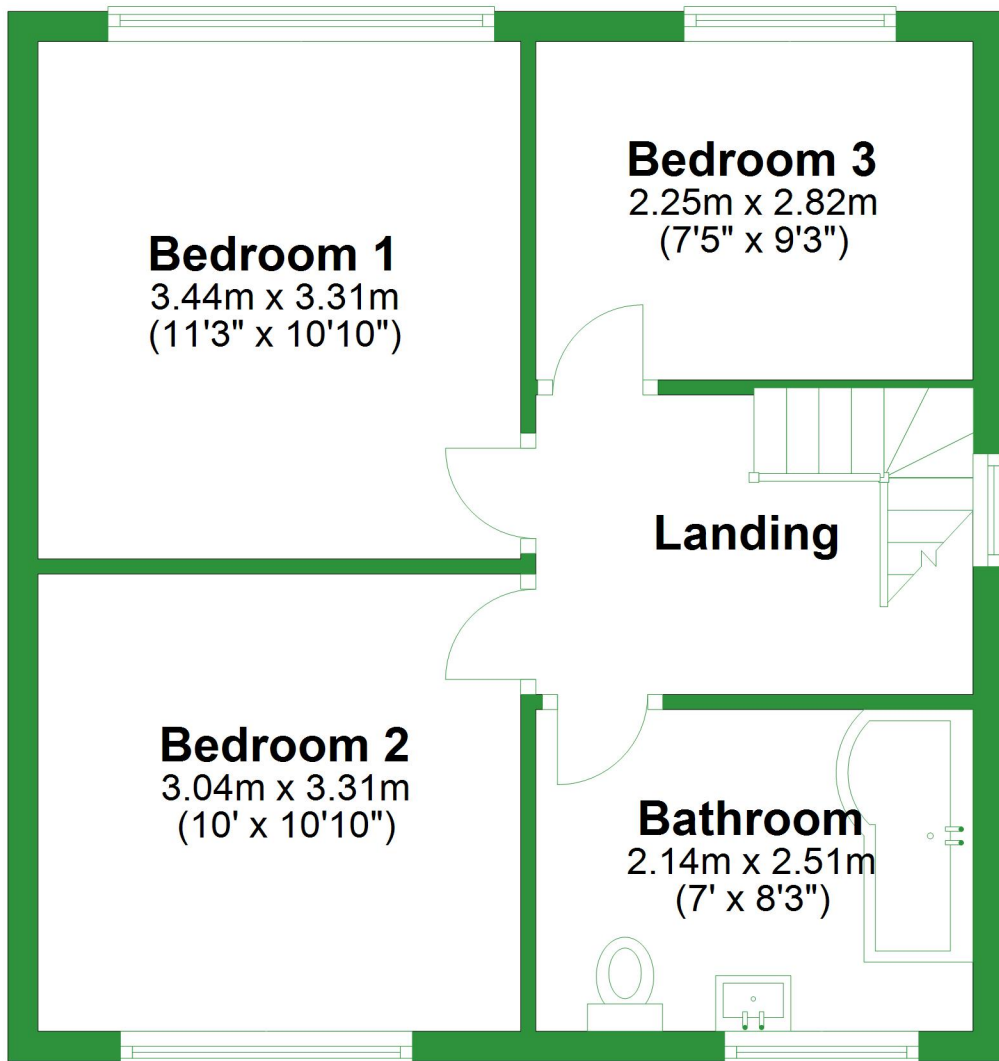 Bedroom 1
3.44m x 3.31m
(11'3" x 10'10")
Bedroom 3
2.25m x 2.82m
(7'5" x 9'3")
Landing
Bedroom 2
3.04m x 3.31m
(10' x 10'10")
Bathroom
2.14m x 2.51m
(7' x 8'3")